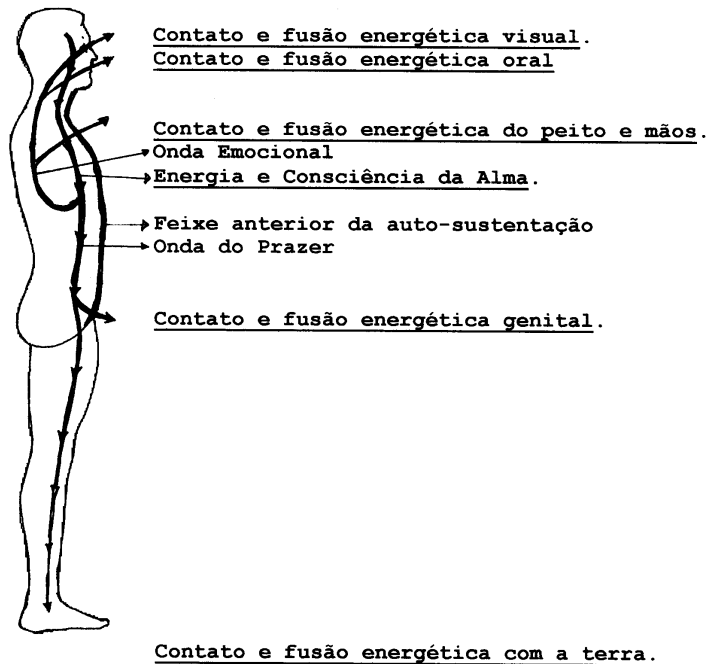 Contato e fusão energética visual.
Contato e fusão energética oral
Contato e fusão energética do peito e mãos.
Onda Emocional
Energia e Consciência da Alma.
Feixe anterior da auto-sustentação
Onda do Prazer
Contato e fusão energética genital.
Contato e fusão energética com a terra.